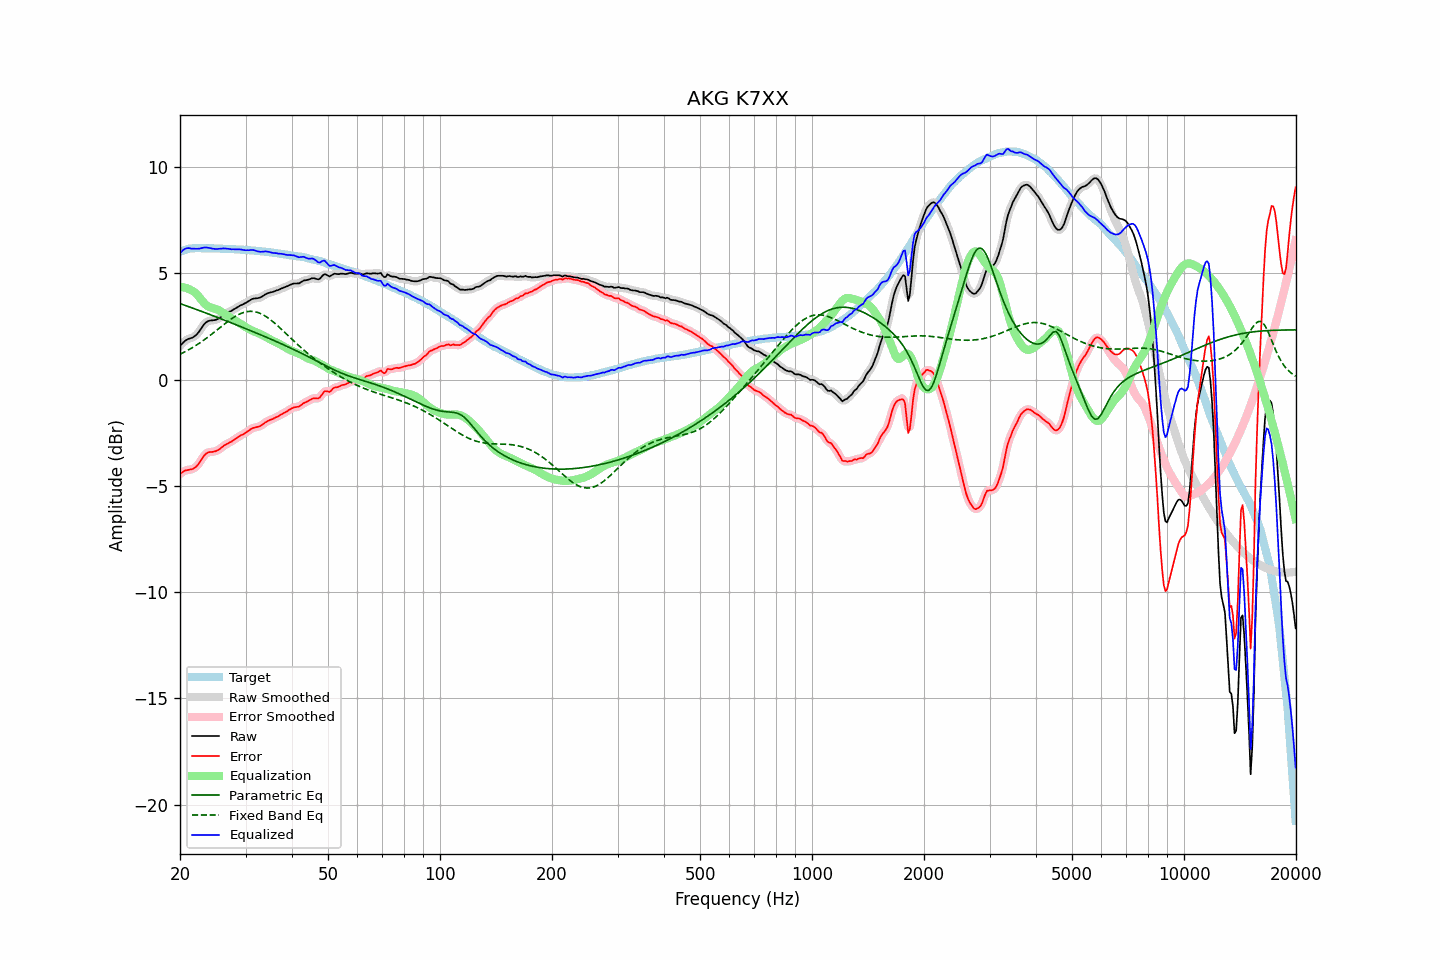 AKG K7XX
Amplitude (dBr)
10
5
0
−5
−10
−15
−20
Target
Raw Smoothed
Error Smoothed
Raw
Error
Equalization
Parametric Eq
Fixed Band Eq
Equalized
20 50 100 200 500 1000 2000 5000 10000 20000
Frequency (Hz)